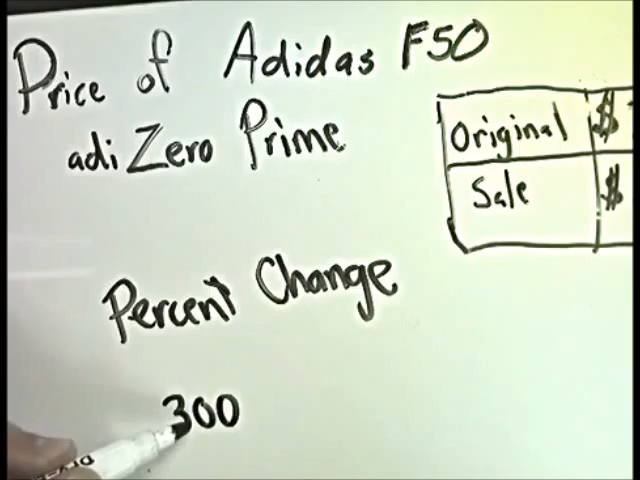 Price of Adidas F50
adiZero Prime
Original $
Sale $
Percent Change
300